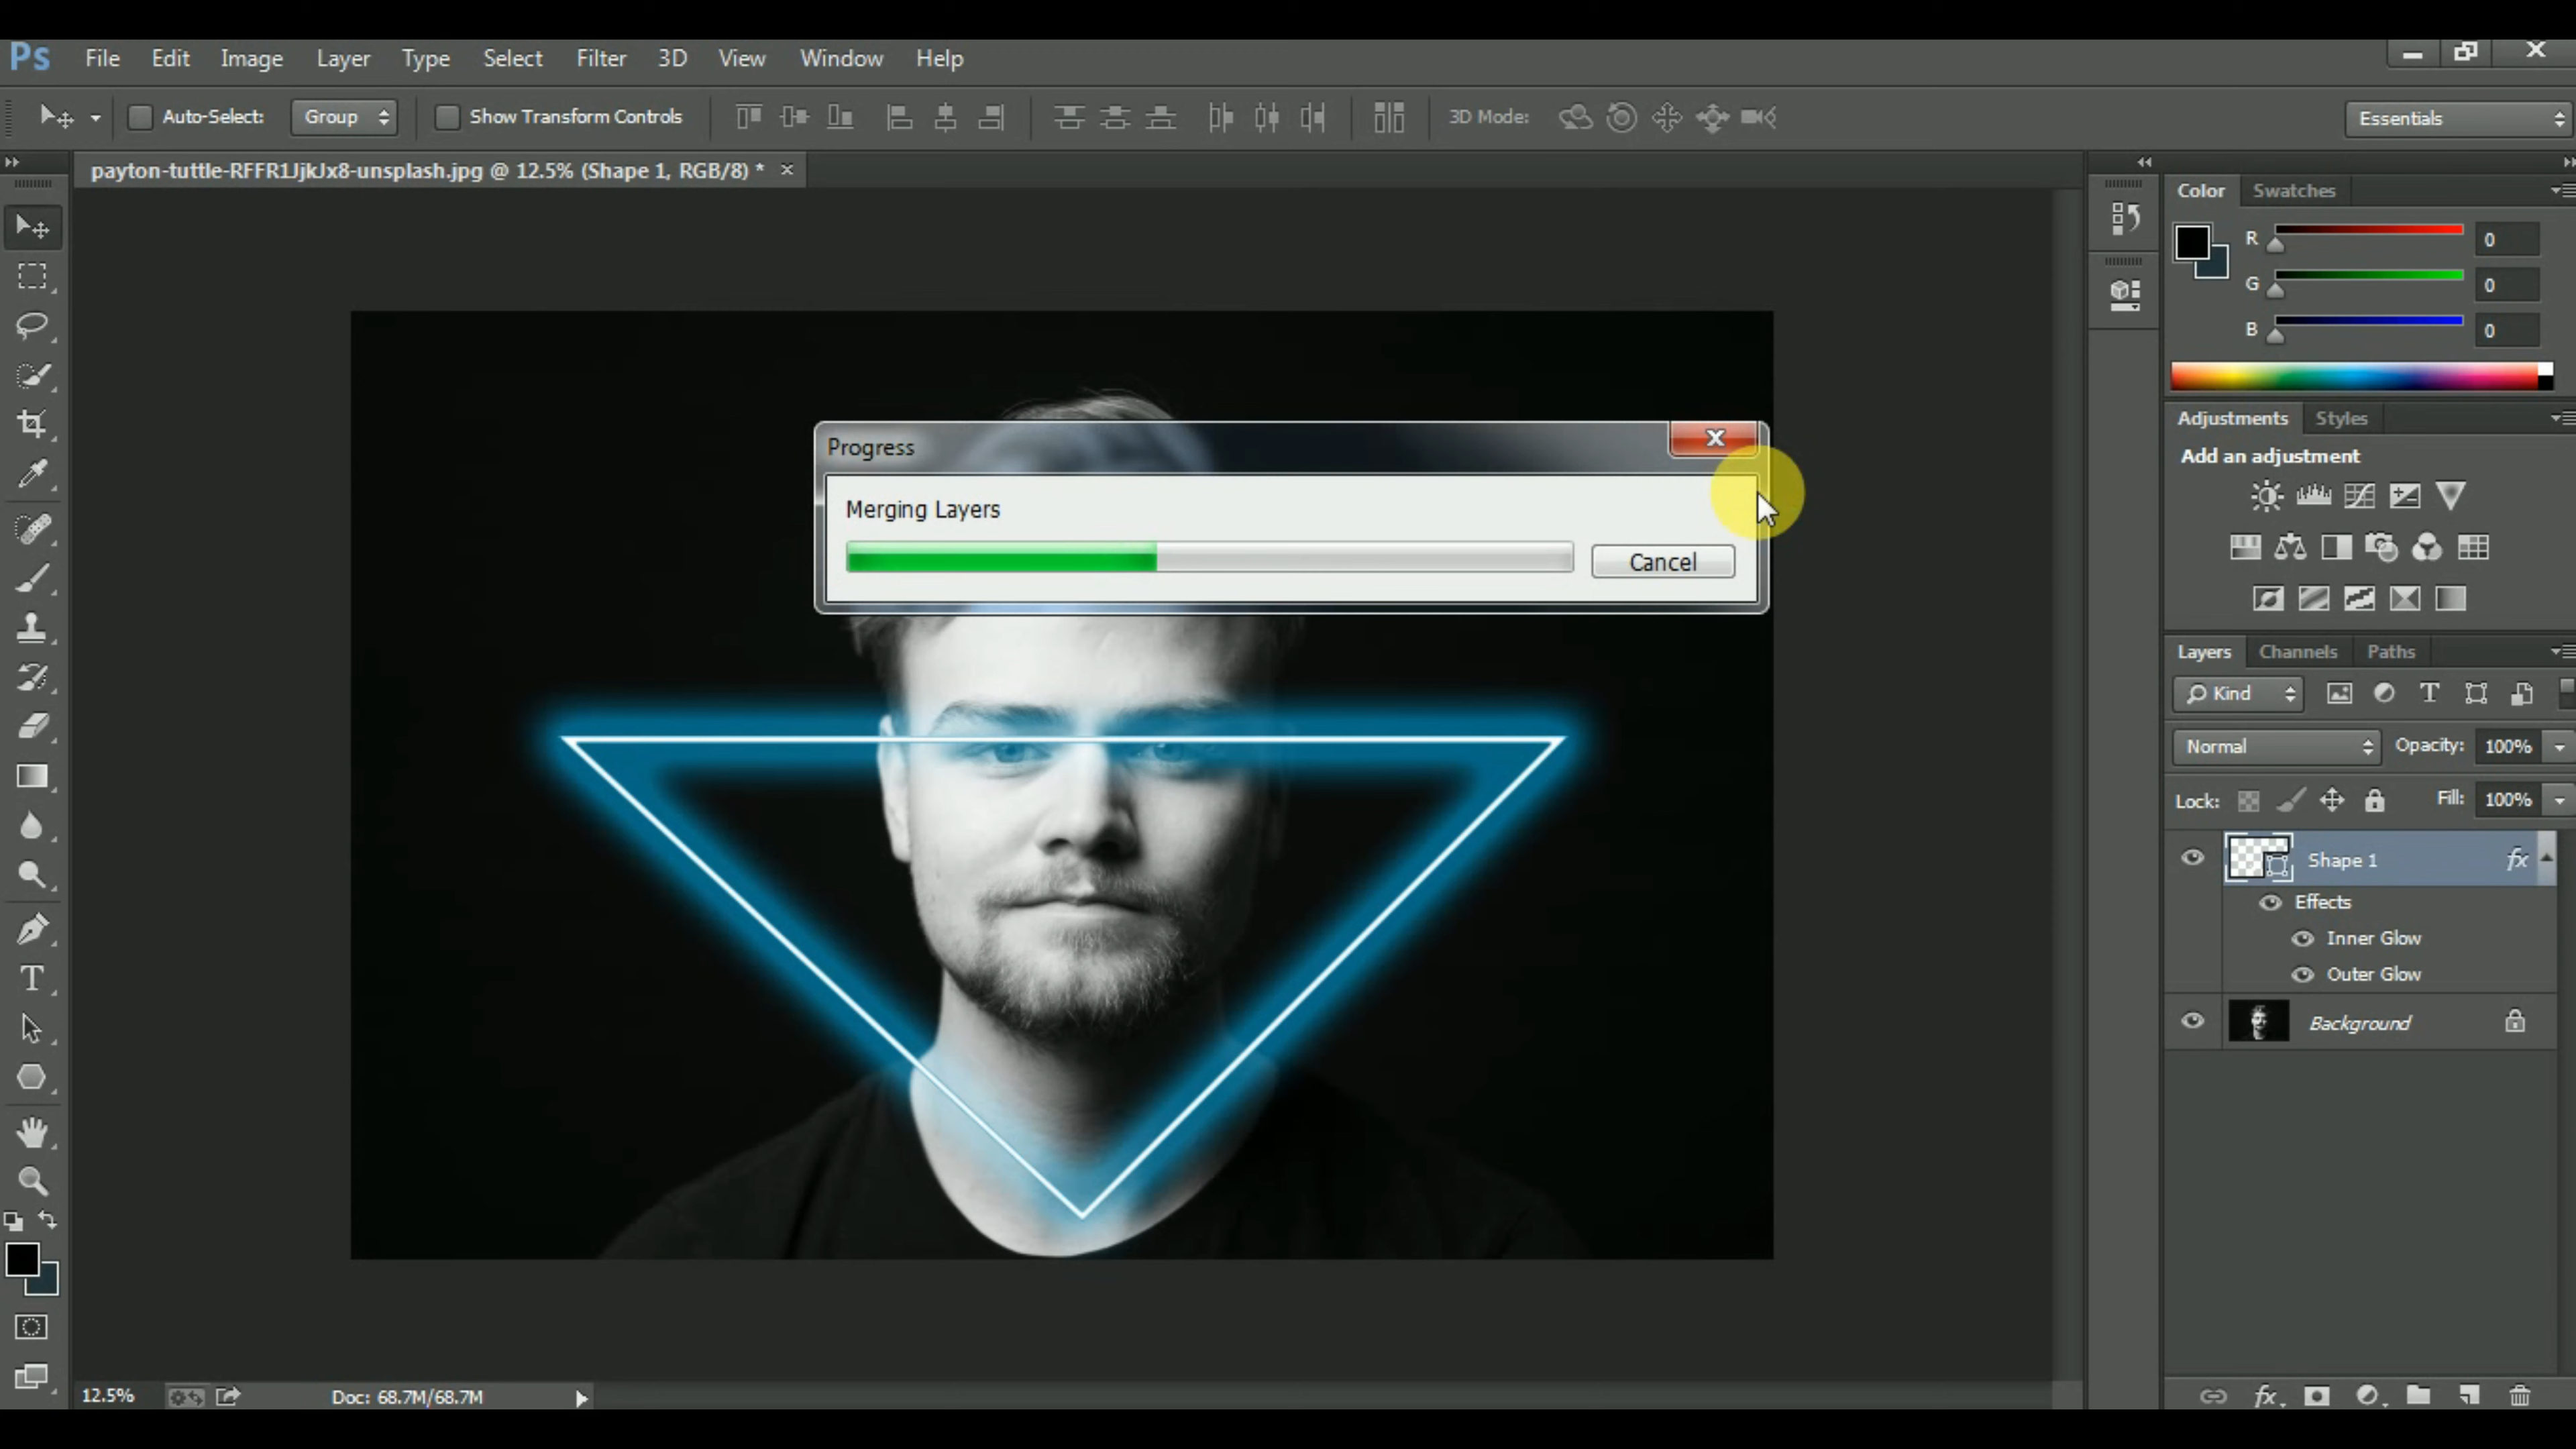 Ps File Edit Image Layer Type Select Filter 3D View Window Help
Auto-Select: Group Show Transform Controls 3D Mode: Essentials
payton-tuttle-RFFR1JjkJx8-unsplash.jpg @ 12.5% (Shape 1, RGB/8) *
Color Swatches
R 0
G 0
B 0
Progress
Merging Layers
Cancel
Adjustments Styles
Add an adjustment
Layers Channels Paths
Kind
Normal Opacity: 100%
Lock: Fill: 100%
Shape 1 fx
Effects
Inner Glow
Outer Glow
Background
12.5% Doc: 68.7M/68.7M
fx